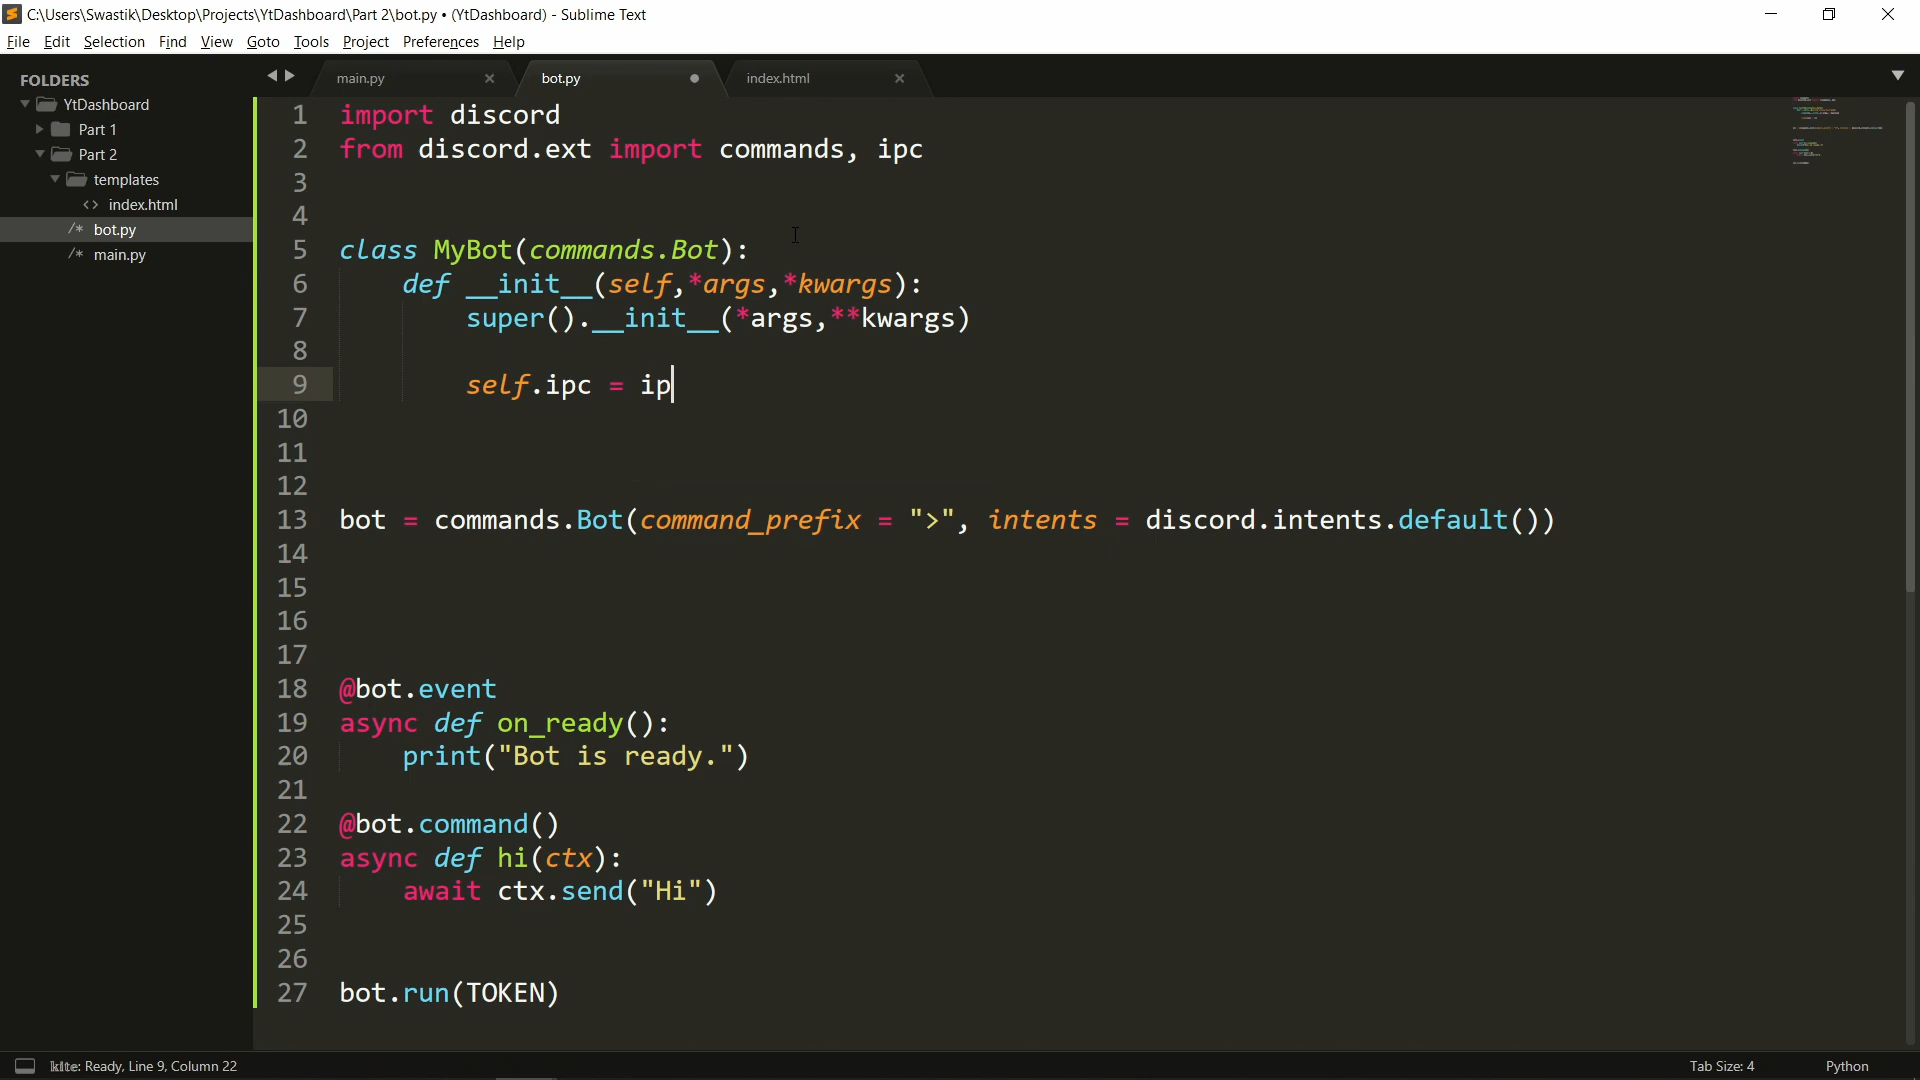 C:\Users\Swastik\Desktop\Projects\YtDashboard\Part 2\bot.py • (YtDashboard) - Sublime Text
File Edit Selection Find View Goto Tools Project Preferences Help
FOLDERS
YtDashboard
Part 1
Part 2
templates
<> index.html
/* bot.py
/* main.py
main.py bot.py index.html
1 import discord
2 from discord.ext import commands, ipc
3
4
5 class MyBot(commands.Bot):
6 def __init__(self,*args,*kwargs):
7 super().__init__(*args,**kwargs)
8
9 self.ipc = ip
10
11
12
13 bot = commands.Bot(command_prefix = ">", intents = discord.intents.default())
14
15
16
17
18 @bot.event
19 async def on_ready():
20 print("Bot is ready.")
21
22 @bot.command()
23 async def hi(ctx):
24 await ctx.send("Hi")
25
26
27 bot.run(TOKEN)
kite: Ready, Line 9, Column 22
Tab Size: 4 Python